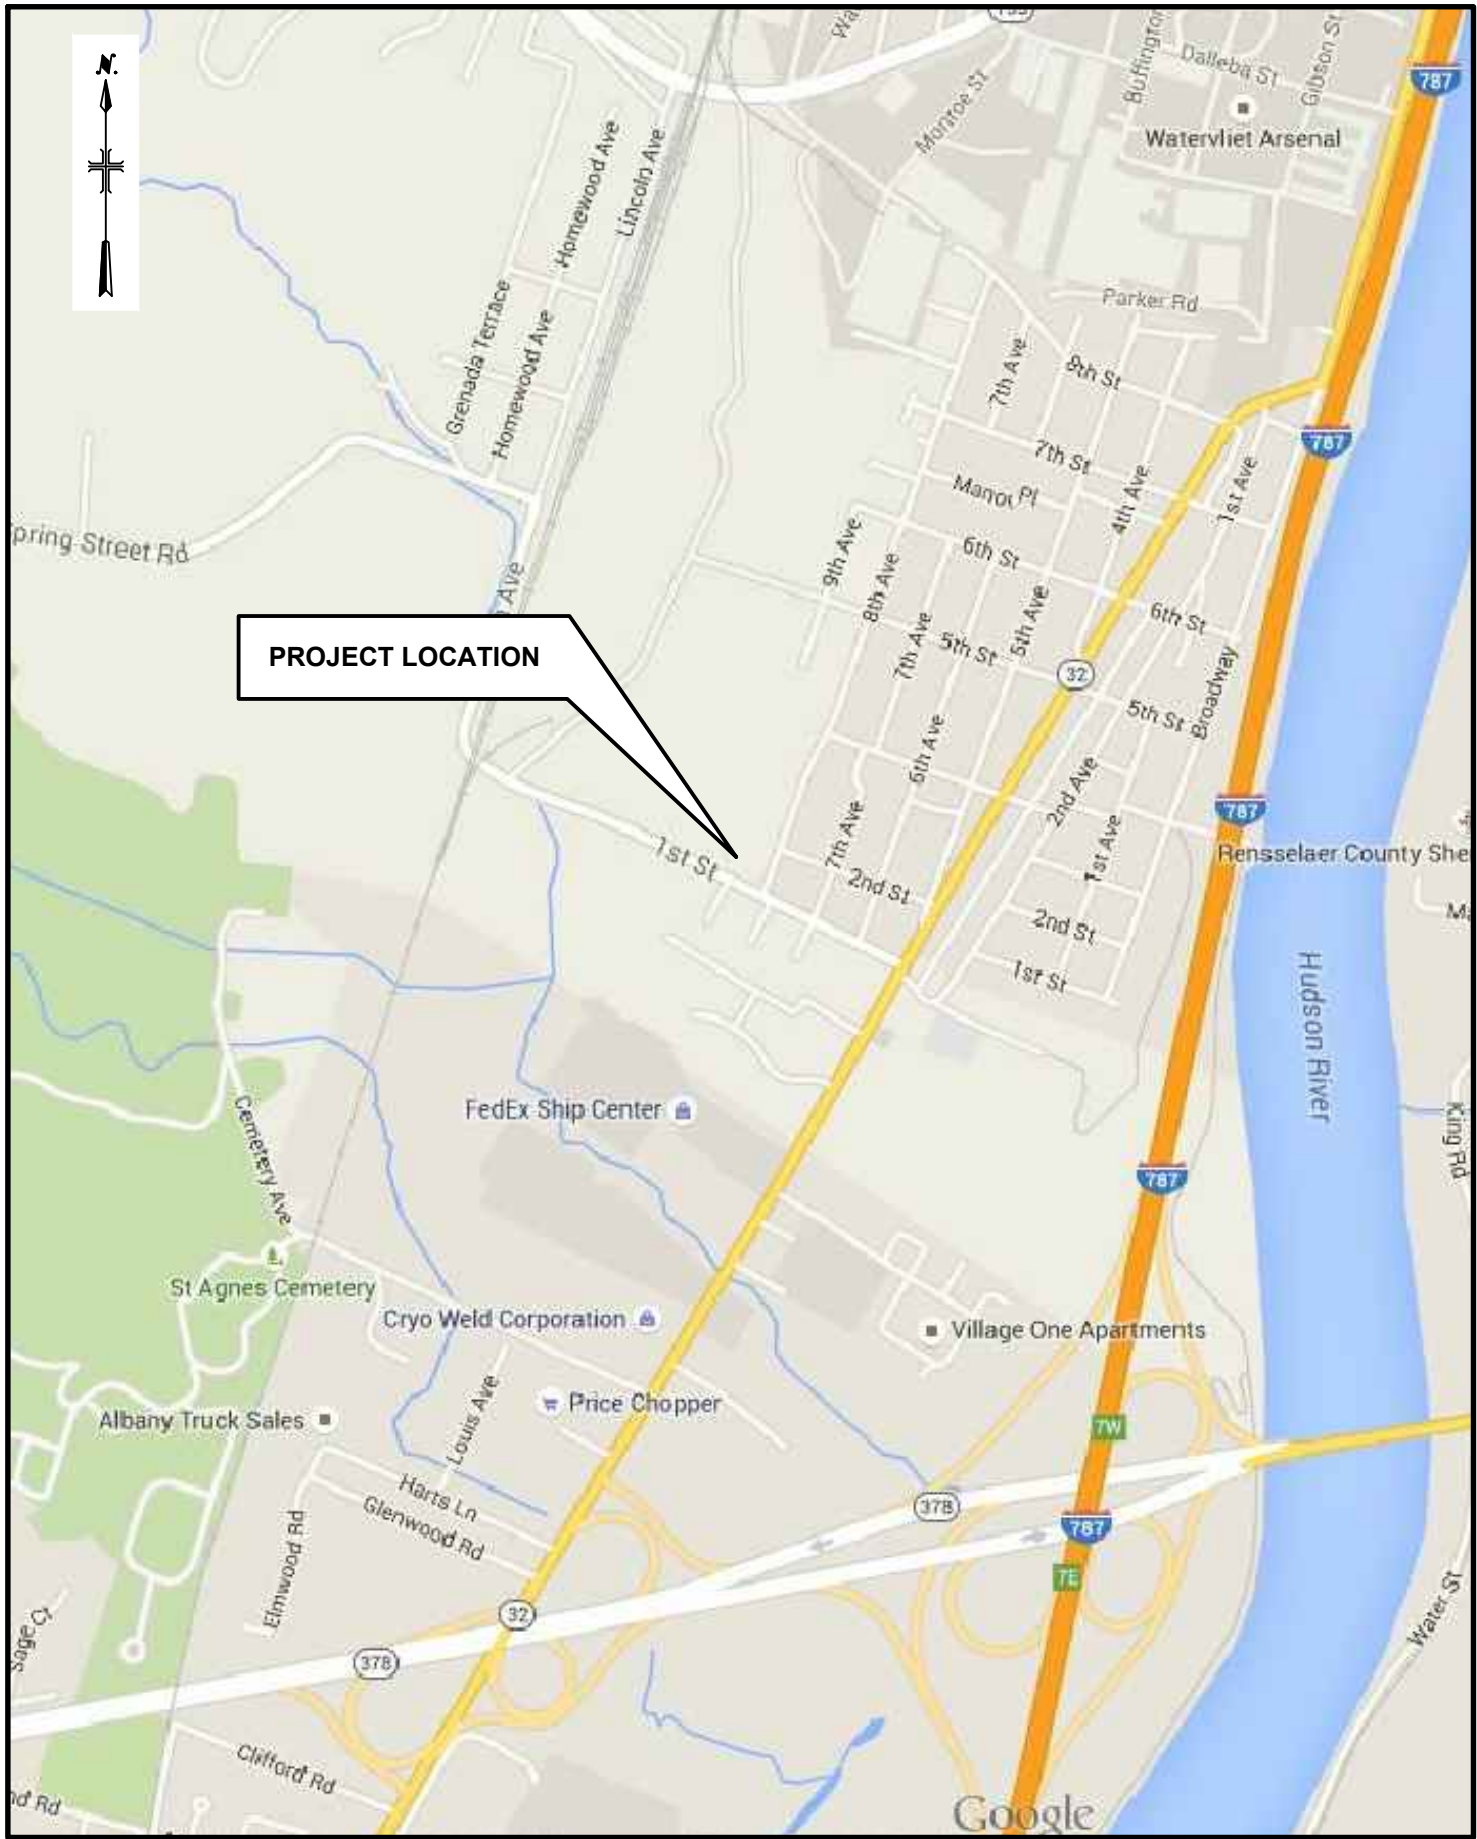 N.
787
Dalleba St
Gibson St
Monroe St
Watervliet Arsenal
Homewood Ave
Lincoln Ave
Parker Rd
Grenada Terrace
Homewood Ave
7th Ave
8th St
787
7th St
Manor Pl
4th Ave
1st Ave
pring Street Rd
9th Ave
8th Ave
6th St
Ave
5th Ave
6th St
7th Ave
5th St
PROJECT LOCATION
32
Broadway
5th St
6th Ave
2nd Ave
787
7th Ave
1st Ave
1st St
Rensselaer County She
2nd St
2nd St
1st St
Hudson River
Cemetery Ave
FedEx Ship Center
King Rd
787
St Agnes Cemetery
Cryo Weld Corporation
Village One Apartments
Louis Ave
Price Chopper
Albany Truck Sales
7W
Harts Ln
378
Glenwood Rd
787
Elmwood Rd
7E
32
Water St
sage Ct
378
Clifford Rd
nd Rd
Google